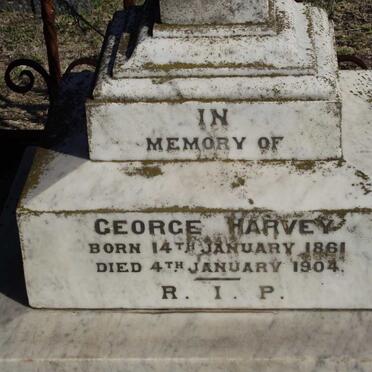 IN
MEMORY OF
GEORGE HARVEY
BORN 14TH JANUARY 1861
DIED 4TH JANUARY 1904.
R. I. P.